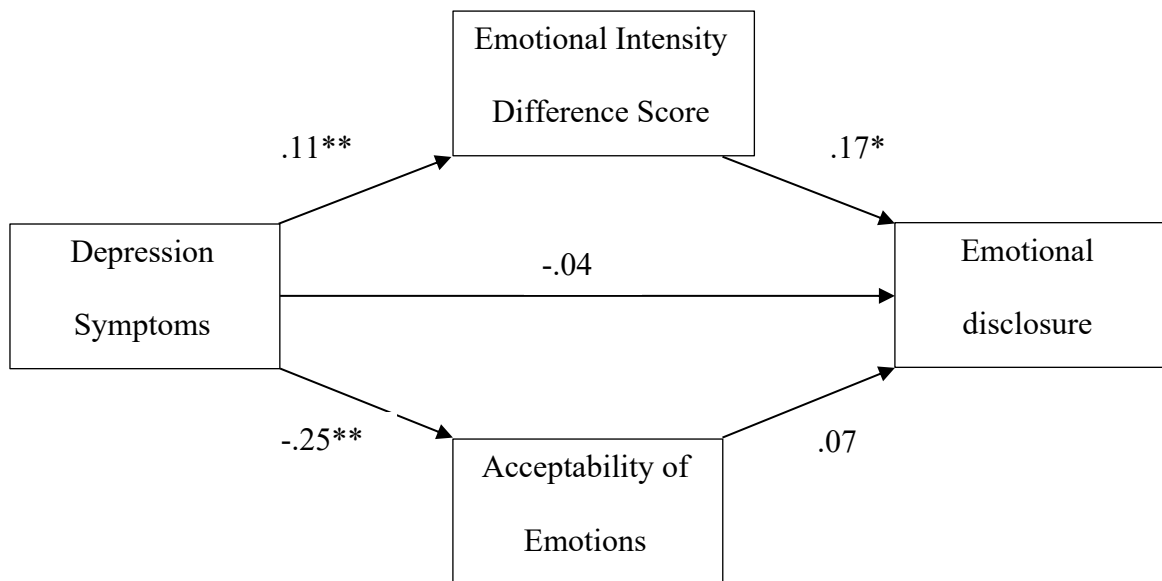 Emotional Intensity
Difference Score
.11**
.17*
Depression
Symptoms
-.04
Emotional
disclosure
-.25**
.07
Acceptability of
Emotions